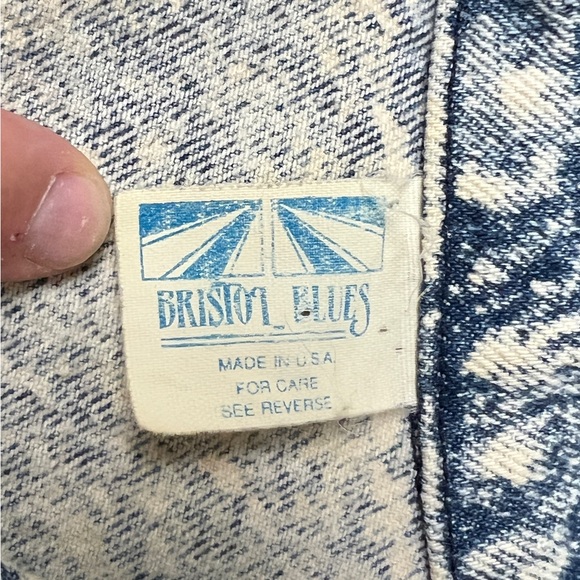 BRISTOL BLUES
MADE IN U.S.A.
FOR CARE
SEE REVERSE